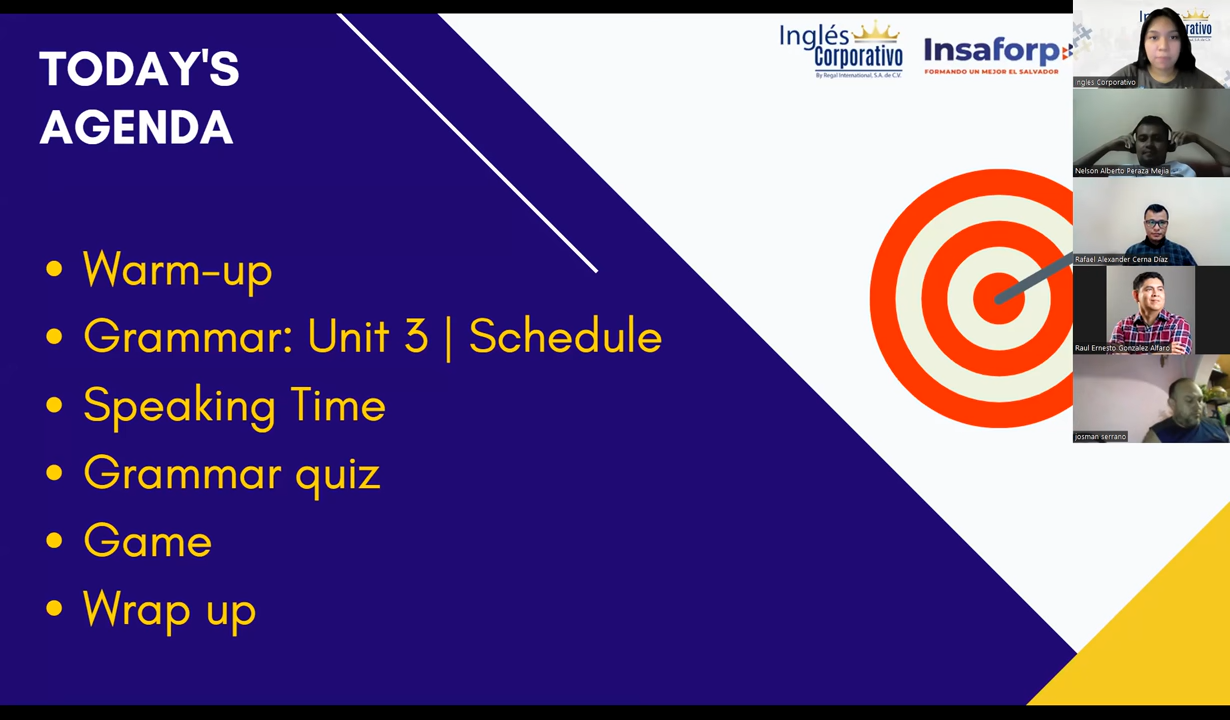 TODAY'S
AGENDA
• Warm-up
• Grammar: Unit 3 | Schedule
• Speaking Time
• Grammar quiz
• Game
• Wrap up
Inglés
Corporativo
By Regal International, S.A. de C.V.
Insaforp
FORMANDO UN MEJOR EL SALVADOR
Ingles Corporativo
Nelson Alberto Peraza Mejia
Rafael Alexander Cerna Díaz
Raul Ernesto Gonzalez Alfaro
josman serrano